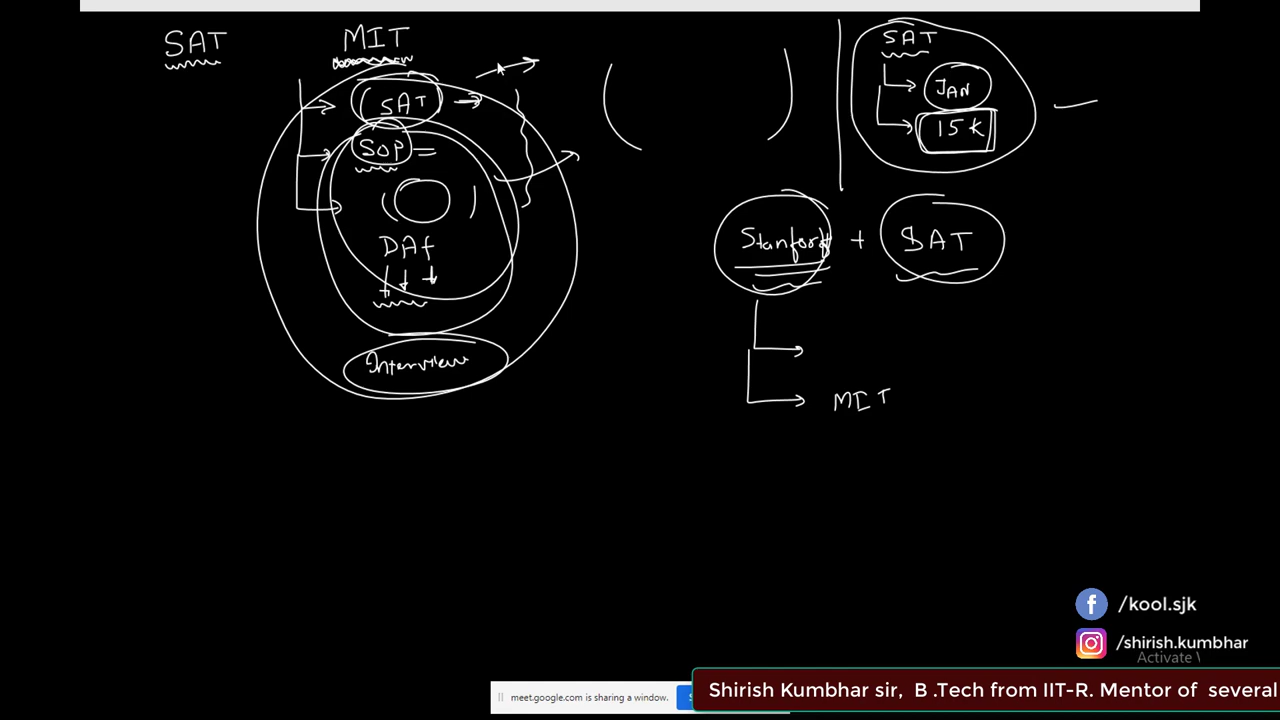 SAT
MIT
SAT
SOP =
DAf
Interview
SAT
JAN
15K
Stanford + SAT
MIT
/kool.sjk
/shirish.kumbhar
Activate \
meet.google.com is sharing a window.
S
Shirish Kumbhar sir, B .Tech from IIT-R. Mentor of several